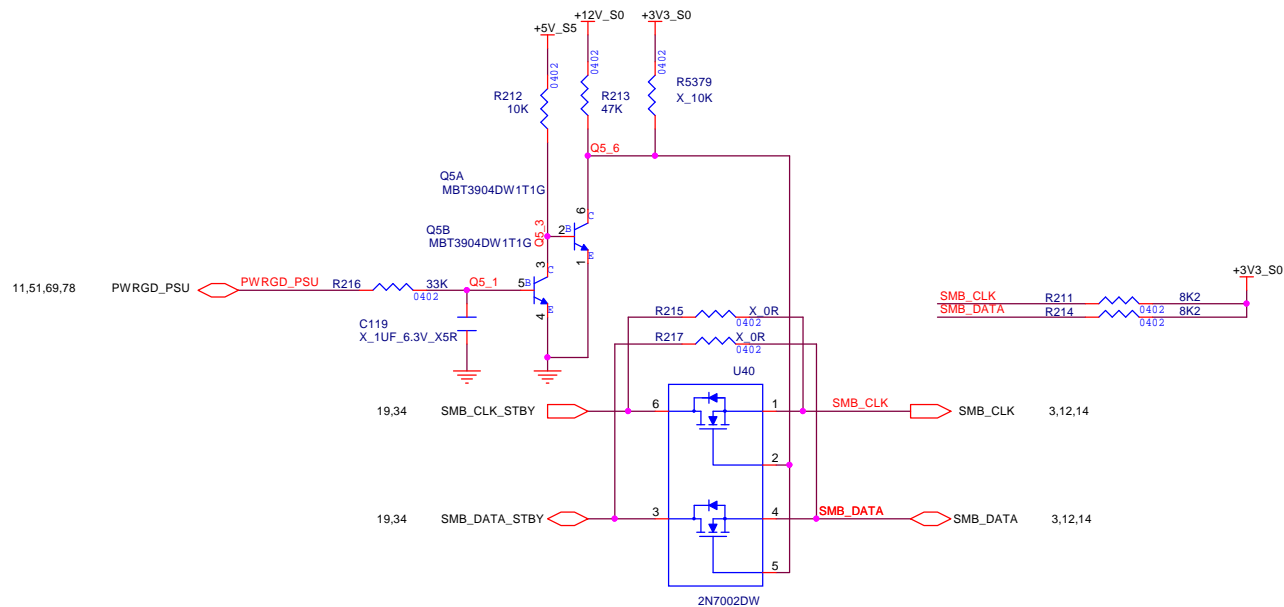 +12V_S0
+3V3_S0
+5V_S5
0402
0402
0402
R212
10K
R213
47K
R5379
X_10K
Q5_6
Q5A
MBT3904DW1T1G
Q5B
MBT3904DW1T1G
Q5_3
6
C
2
B
E
1
3
C
5
B
E
4
11,51,69,78
PWRGD_PSU
PWRGD_PSU
R216
33K
0402
Q5_1
C119
X_1UF_6.3V_X5R
+3V3_S0
SMB_CLK
R211
8K2
0402
SMB_DATA
R214
8K2
0402
R215
X_0R
0402
R217
X_0R
0402
U40
19,34
SMB_CLK_STBY
6
1
SMB_CLK
SMB_CLK
3,12,14
2
19,34
SMB_DATA_STBY
3
4
SMB_DATA
SMB_DATA
3,12,14
5
2N7002DW